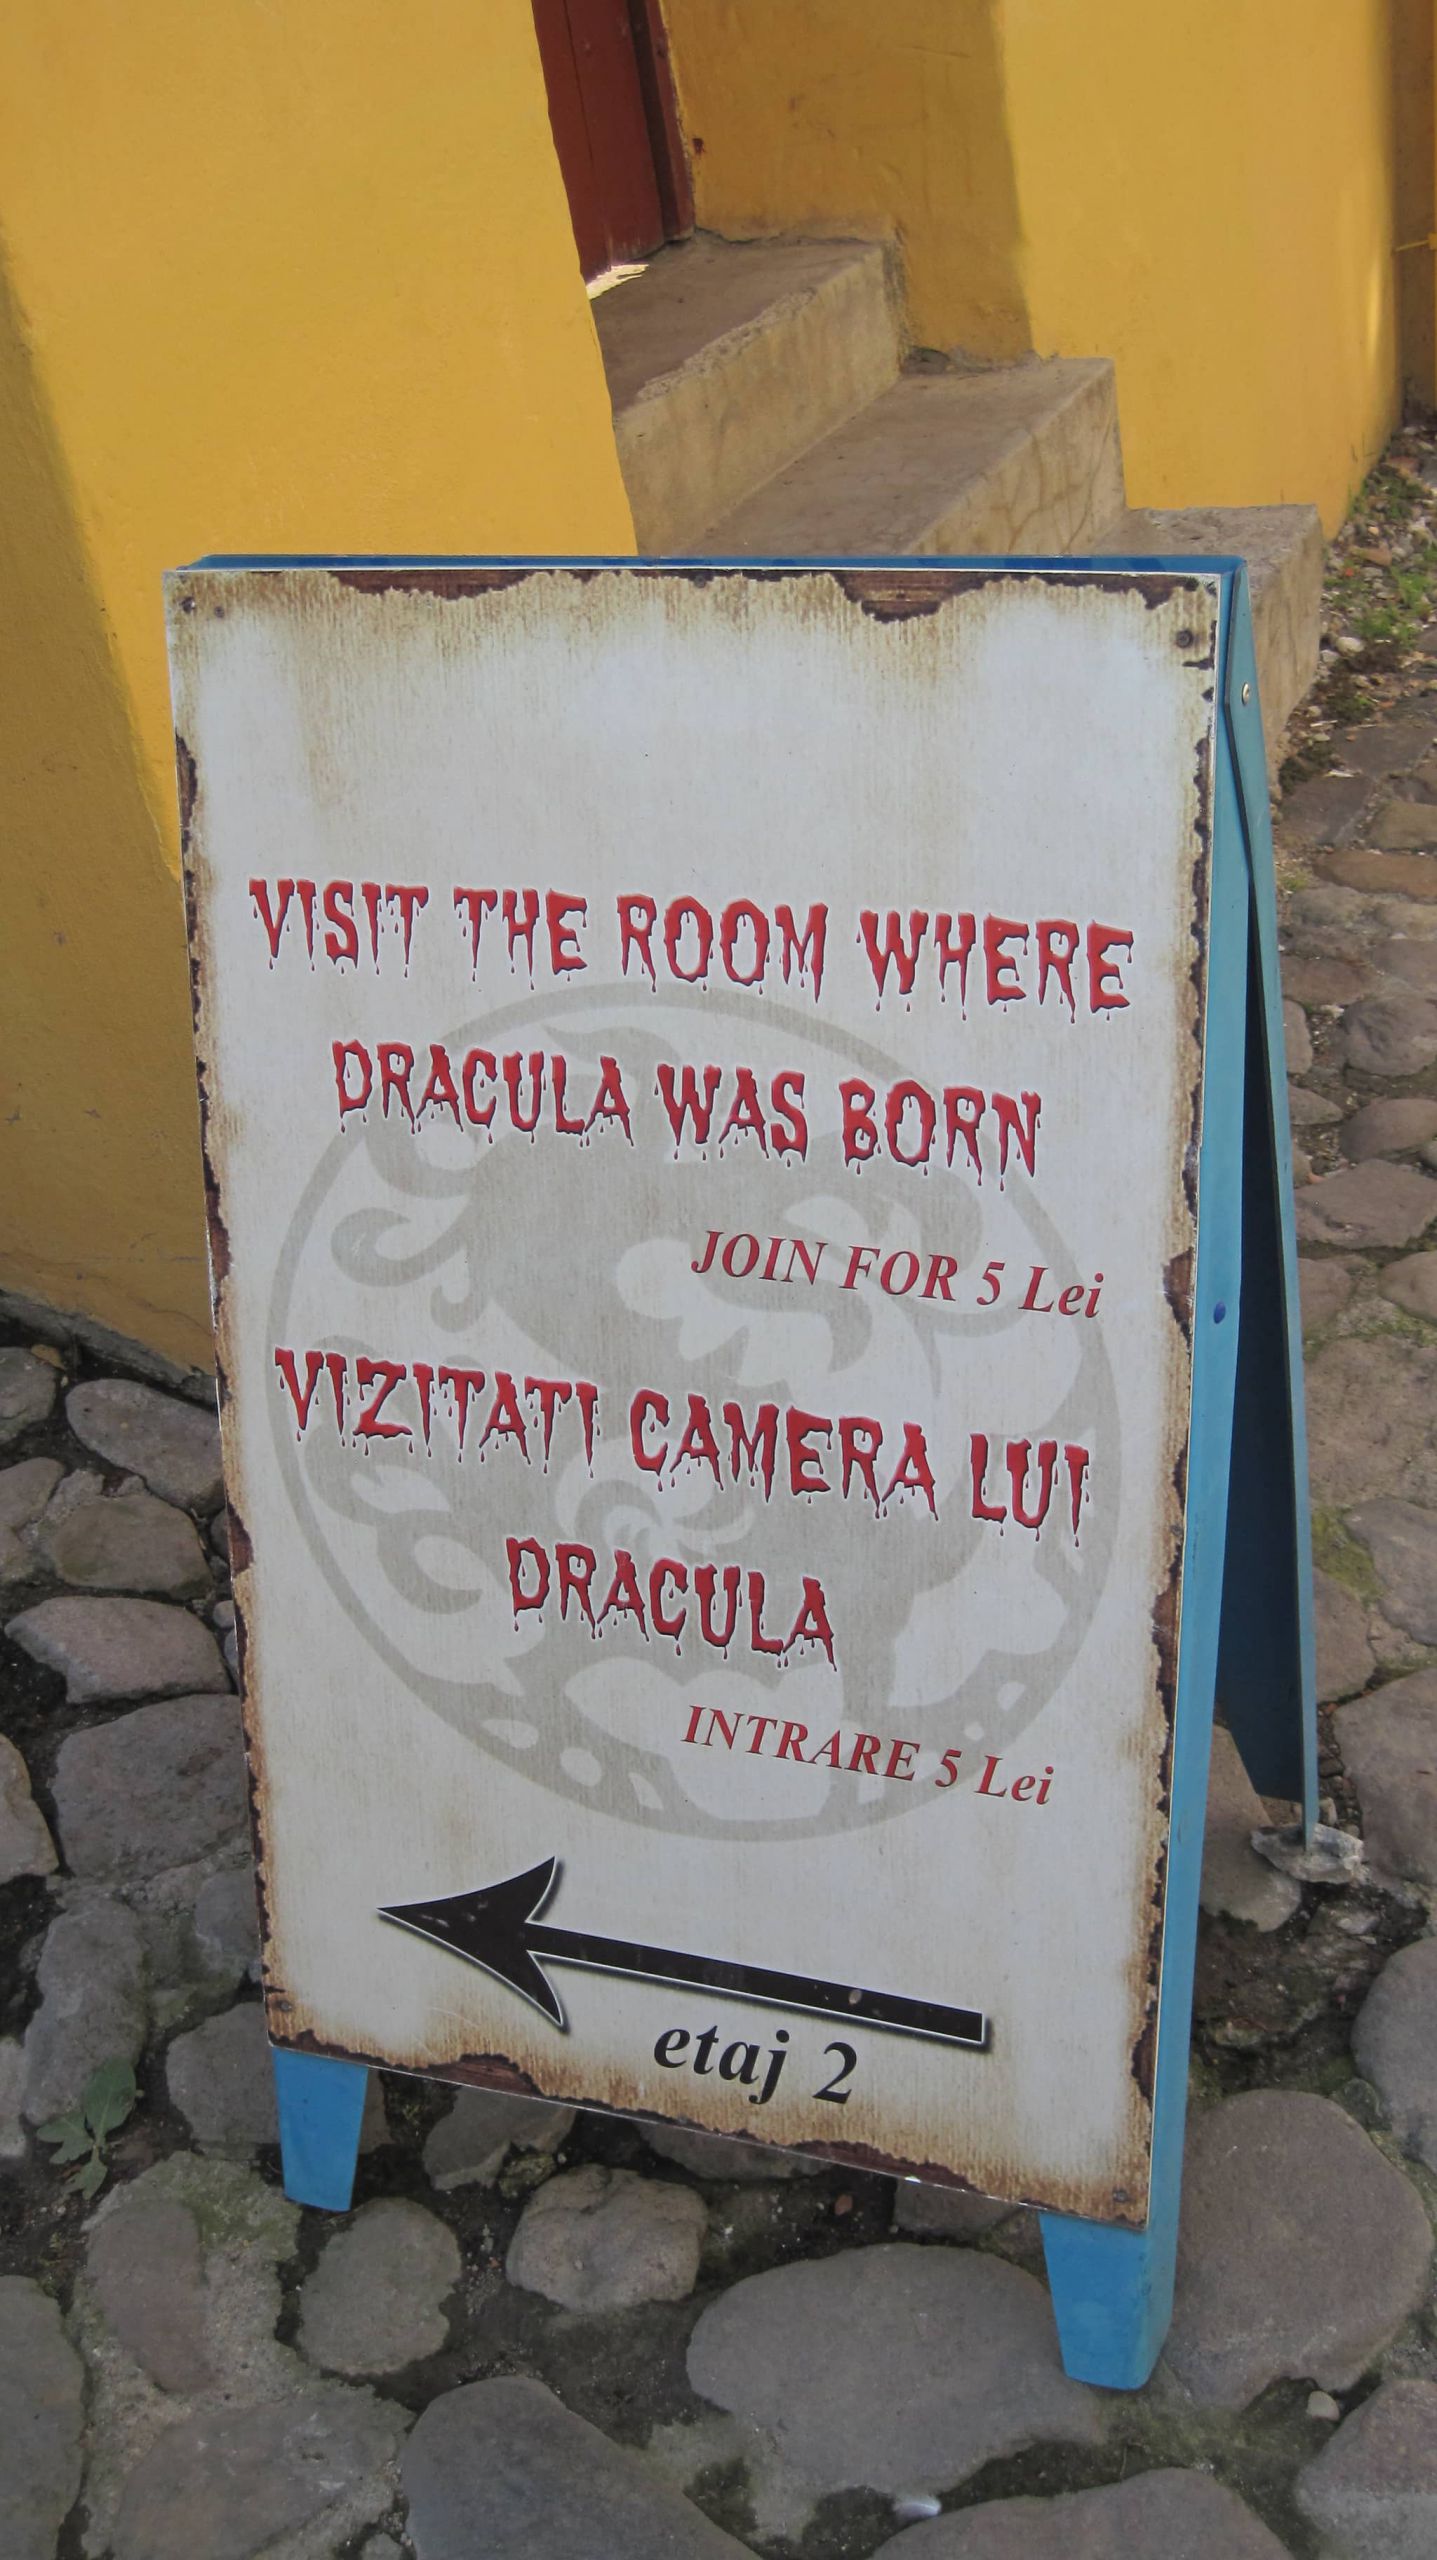 VISIT THE ROOM WHERE
DRACULA WAS BORN
JOIN FOR 5 Lei
VIZITATI CAMERA LUI
DRACULA
INTRARE 5 Lei
etaj 2